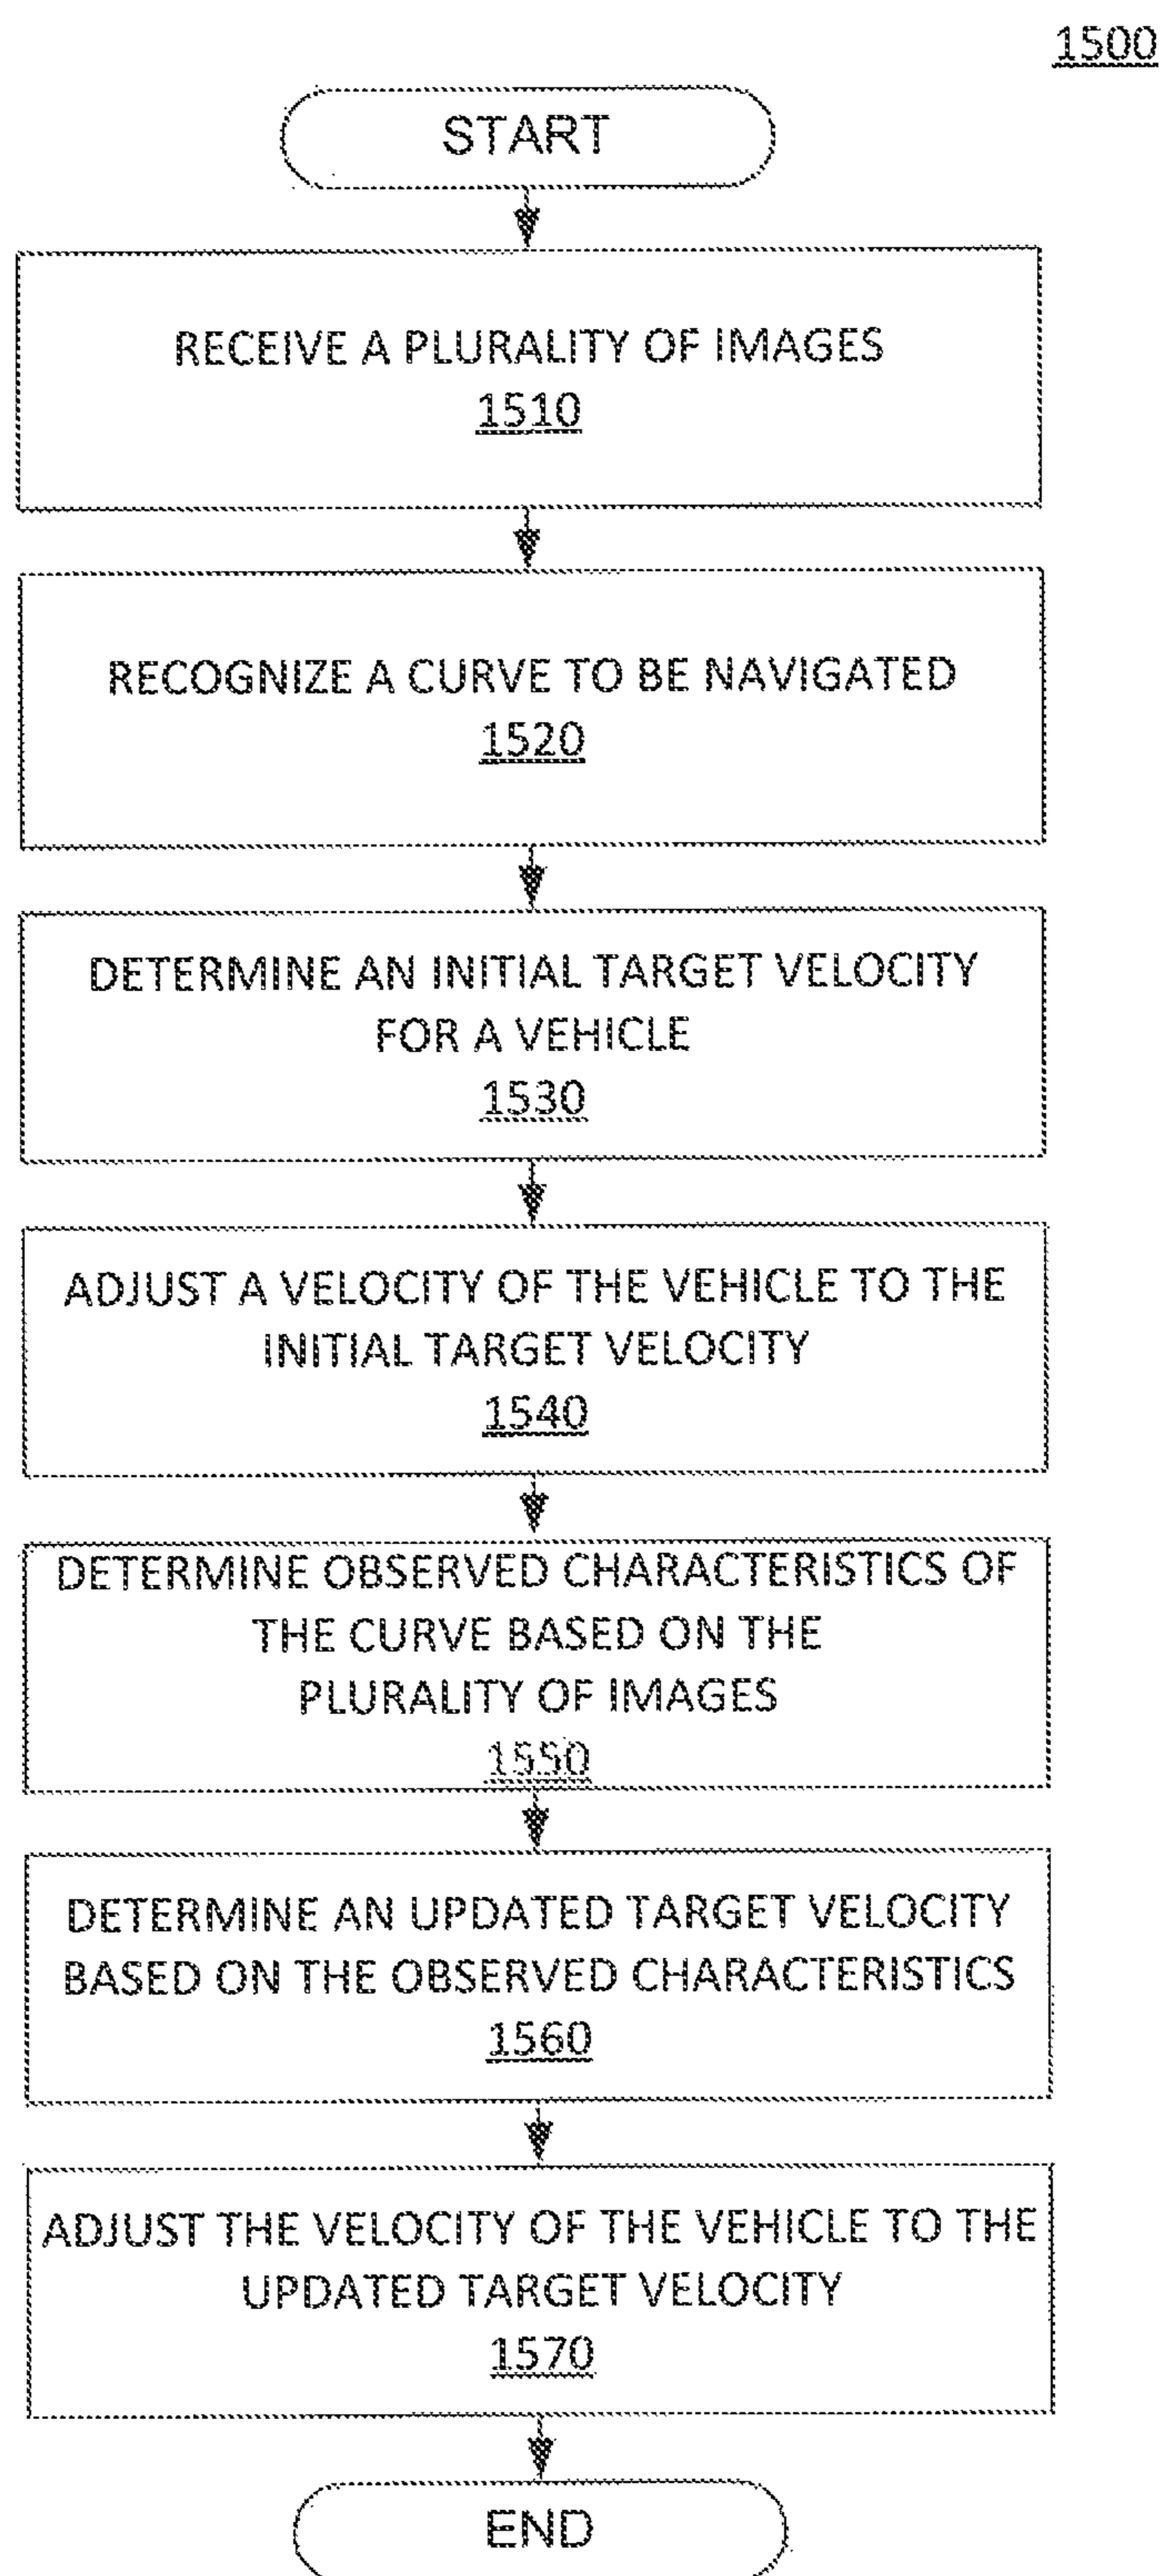 1500
START
RECEIVE A PLURALITY OF IMAGES
1510
RECOGNIZE A CURVE TO BE NAVIGATED
1520
DETERMINE AN INITIAL TARGET VELOCITY
FOR A VEHICLE
1530
ADJUST A VELOCITY OF THE VEHICLE TO THE
INITIAL TARGET VELOCITY
1540
DETERMINE OBSERVED CHARACTERISTICS OF
THE CURVE BASED ON THE
PLURALITY OF IMAGES
1550
DETERMINE AN UPDATED TARGET VELOCITY
BASED ON THE OBSERVED CHARACTERISTICS
1560
ADJUST THE VELOCITY OF THE VEHICLE TO THE
UPDATED TARGET VELOCITY
1570
END